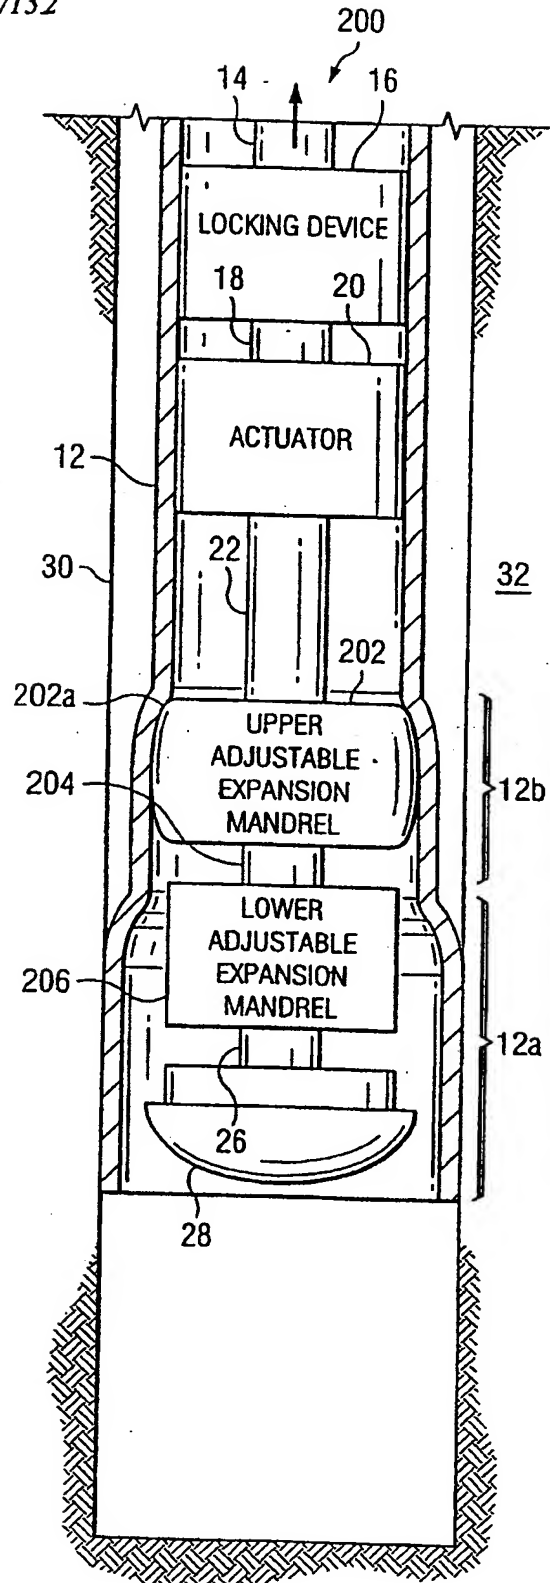 200
14
16
LOCKING DEVICE
18
20
ACTUATOR
12
22
30
32
202
202a
UPPER
ADJUSTABLE
EXPANSION
MANDREL
12b
204
LOWER
ADJUSTABLE
EXPANSION
MANDREL
206
12a
26
28